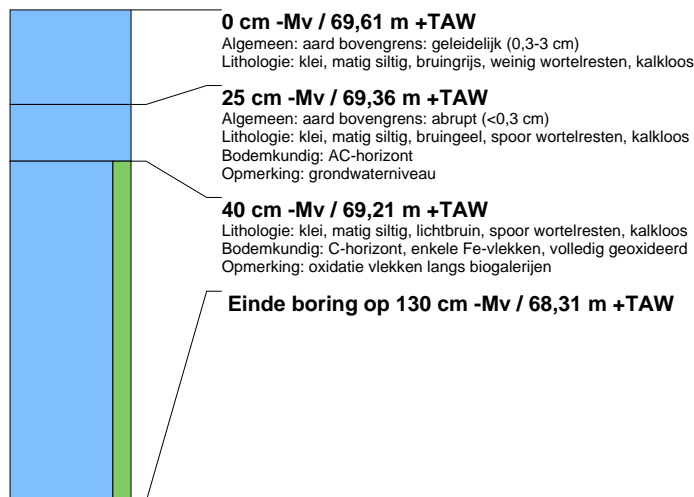 0 cm -Mv / 69,61 m +TAW
Algemeen: aard bovengrens: geleidelijk (0,3-3 cm)
Lithologie: klei, matig siltig, bruingrijs, weinig wortelresten, kalkloos
25 cm -Mv / 69,36 m +TAW
Algemeen: aard bovengrens: abrupt (<0,3 cm)
Lithologie: klei, matig siltig, bruingeel, spoor wortelresten, kalkloos
Bodemkundig: AC-horizont
Opmerking: grondwaterniveau
40 cm -Mv / 69,21 m +TAW
Lithologie: klei, matig siltig, lichtbruin, spoor wortelresten, kalkloos
Bodemkundig: C-horizont, enkele Fe-vlekken, volledig geoxideerd
Opmerking: oxidatie vlekken langs biogalerijen
Einde boring op 130 cm -Mv / 68,31 m +TAW